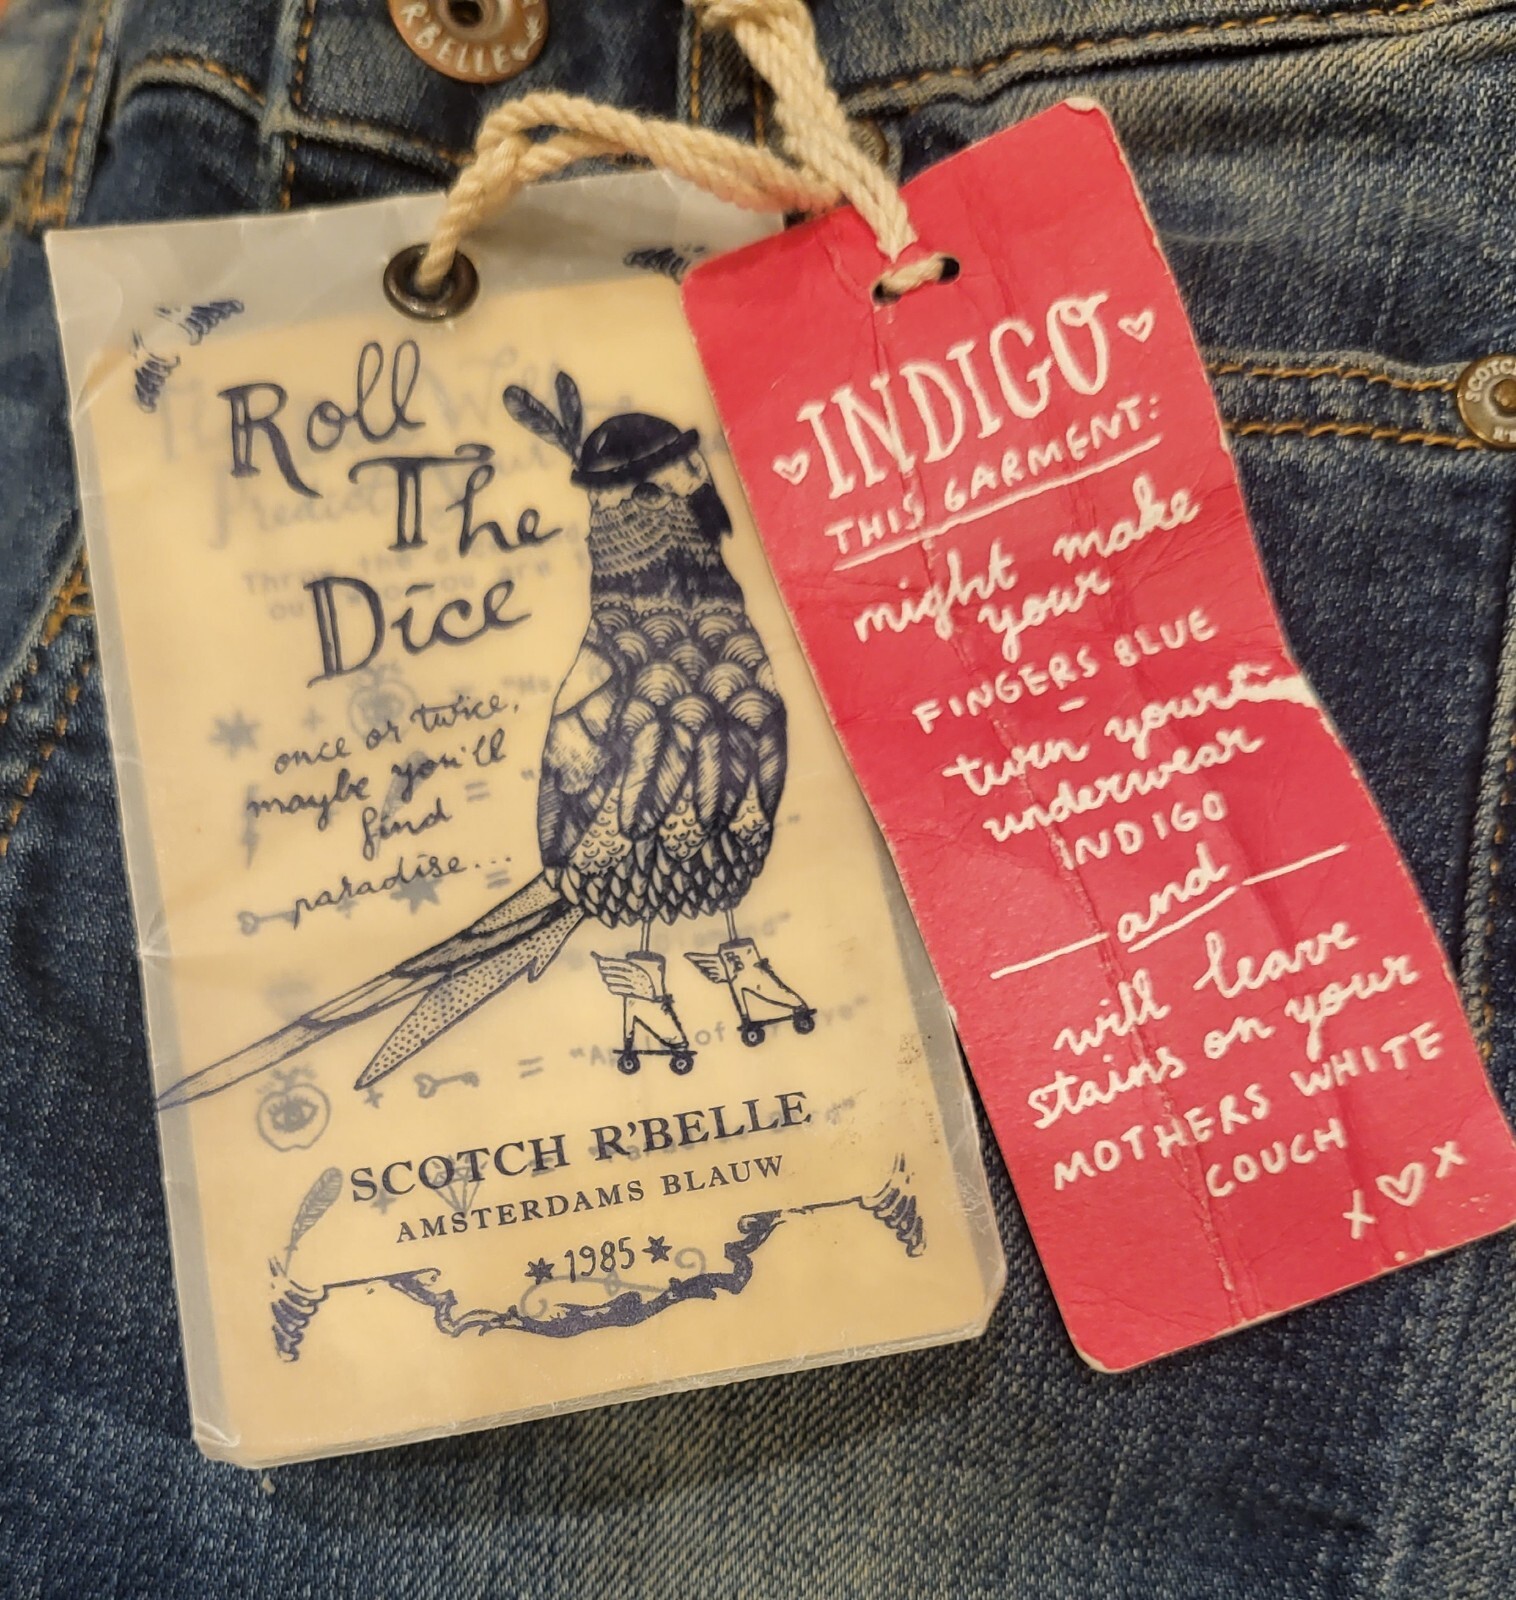 R'BELLE
Roll
The
Dice
once or twice,
maybe you'll
find
paradise...
SCOTCH R'BELLE
AMSTERDAMS BLAUW
1985
INDIGO
THIS GARMENT:
might make
your
FINGERS BLUE
-
turn your
underwear
INDIGO
and
will leave
stains on your
MOTHERS WHITE
COUCH
x x